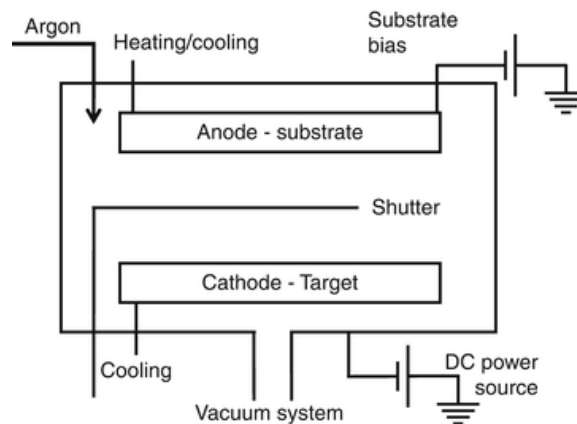 Argon
Heating/cooling
Substrate
bias
Anode - substrate
Shutter
Cathode - Target
Cooling
DC power
source
Vacuum system